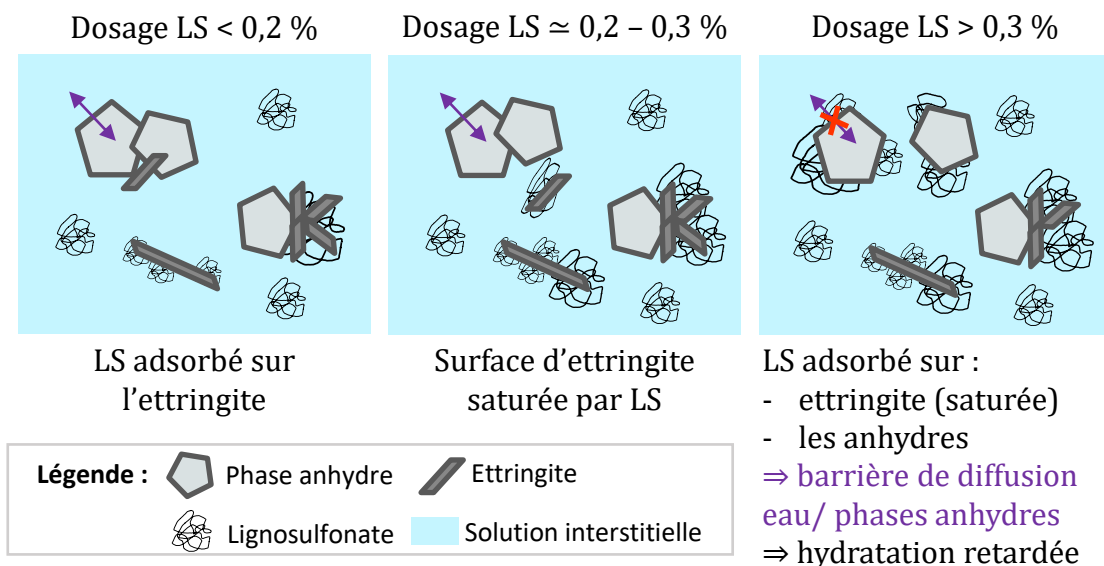 Dosage LS < 0,2 %
Dosage LS ≃ 0,2 – 0,3 %
Dosage LS > 0,3 %
LS adsorbé sur
l’ettringite
Surface d’ettringite
saturée par LS
LS adsorbé sur :
- ettringite (saturée)
- les anhydres
⇒ barrière de diffusion
eau/ phases anhydres
⇒ hydratation retardée
Légende :
Phase anhydre
Ettringite
Lignosulfonate
Solution interstitielle